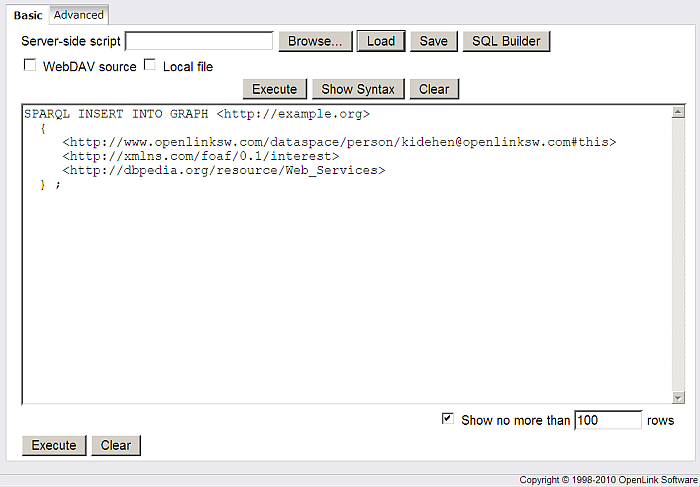 Basic Advanced
Server-side script Browse... Load Save SQL Builder
WebDAV source Local file
Execute Show Syntax Clear
SPARQL INSERT INTO GRAPH <http://example.org>
{
<http://www.openlinksw.com/dataspace/person/kidehen@openlinksw.com#this>
<http://xmlns.com/foaf/0.1/interest>
<http://dbpedia.org/resource/Web_Services>
} ;
Show no more than 100 rows
Execute Clear
Copyright © 1998-2010 OpenLink Software